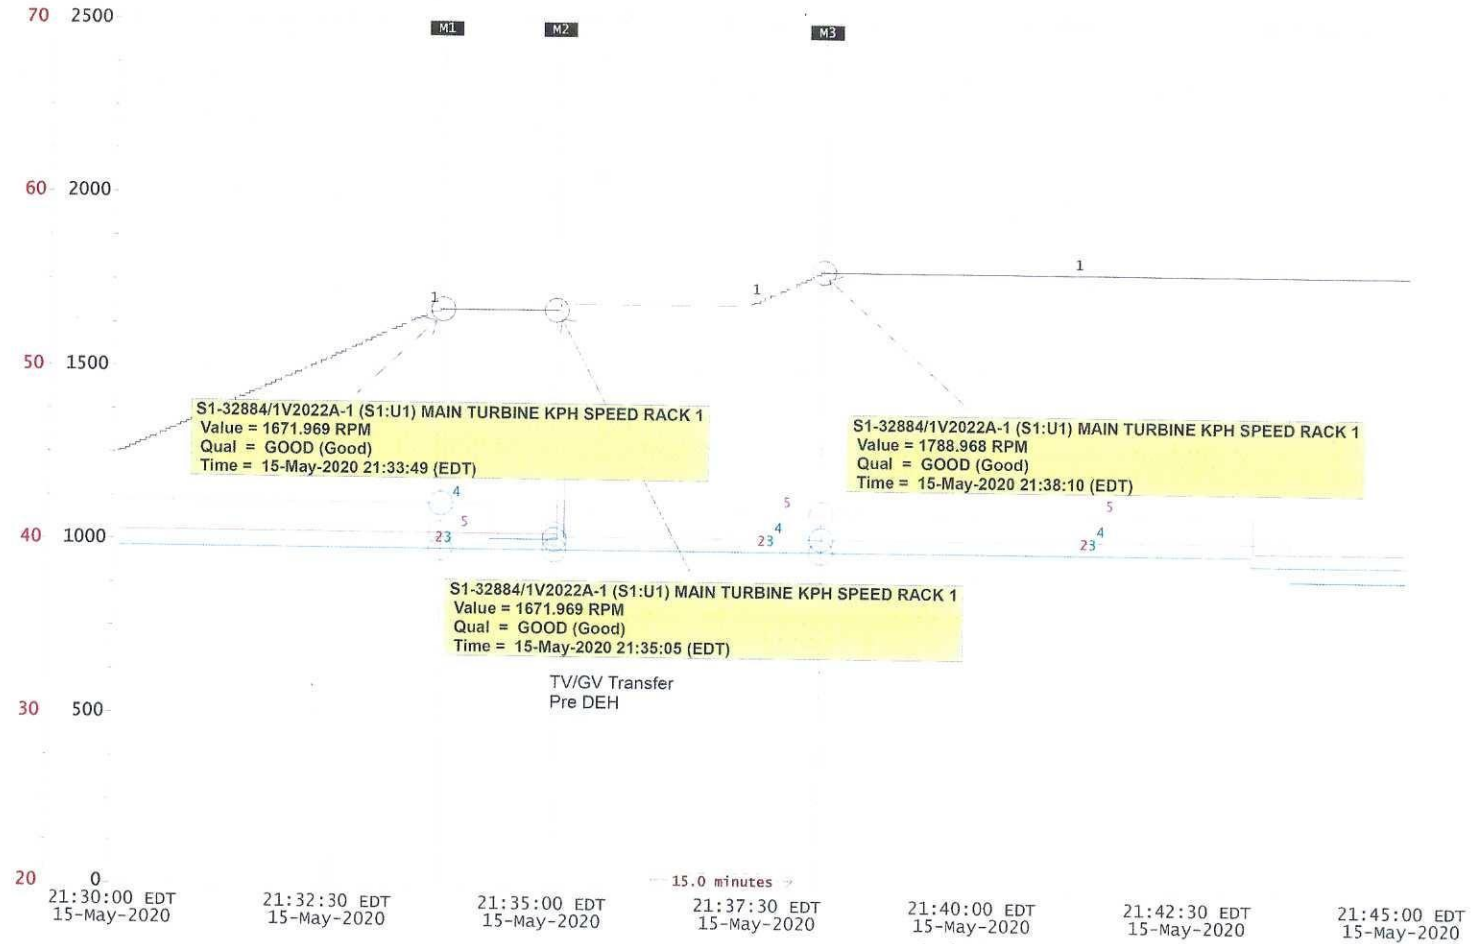 70 2500
M1 M2 M3
60 2000
1 1 1
50 1500
S1-32884/1V2022A-1 (S1:U1) MAIN TURBINE KPH SPEED RACK 1
Value = 1671.969 RPM
Qual = GOOD (Good)
Time = 15-May-2020 21:33:49 (EDT)
S1-32884/1V2022A-1 (S1:U1) MAIN TURBINE KPH SPEED RACK 1
Value = 1788.968 RPM
Qual = GOOD (Good)
Time = 15-May-2020 21:38:10 (EDT)
4 5 5
40 1000
5 4 4
23 23 23
S1-32884/1V2022A-1 (S1:U1) MAIN TURBINE KPH SPEED RACK 1
Value = 1671.969 RPM
Qual = GOOD (Good)
Time = 15-May-2020 21:35:05 (EDT)
TV/GV Transfer
Pre DEH
30 500
20 0
15.0 minutes
21:30:00 EDT 21:32:30 EDT 21:35:00 EDT 21:37:30 EDT 21:40:00 EDT 21:42:30 EDT 21:45:00 EDT
15-May-2020 15-May-2020 15-May-2020 15-May-2020 15-May-2020 15-May-2020 15-May-2020